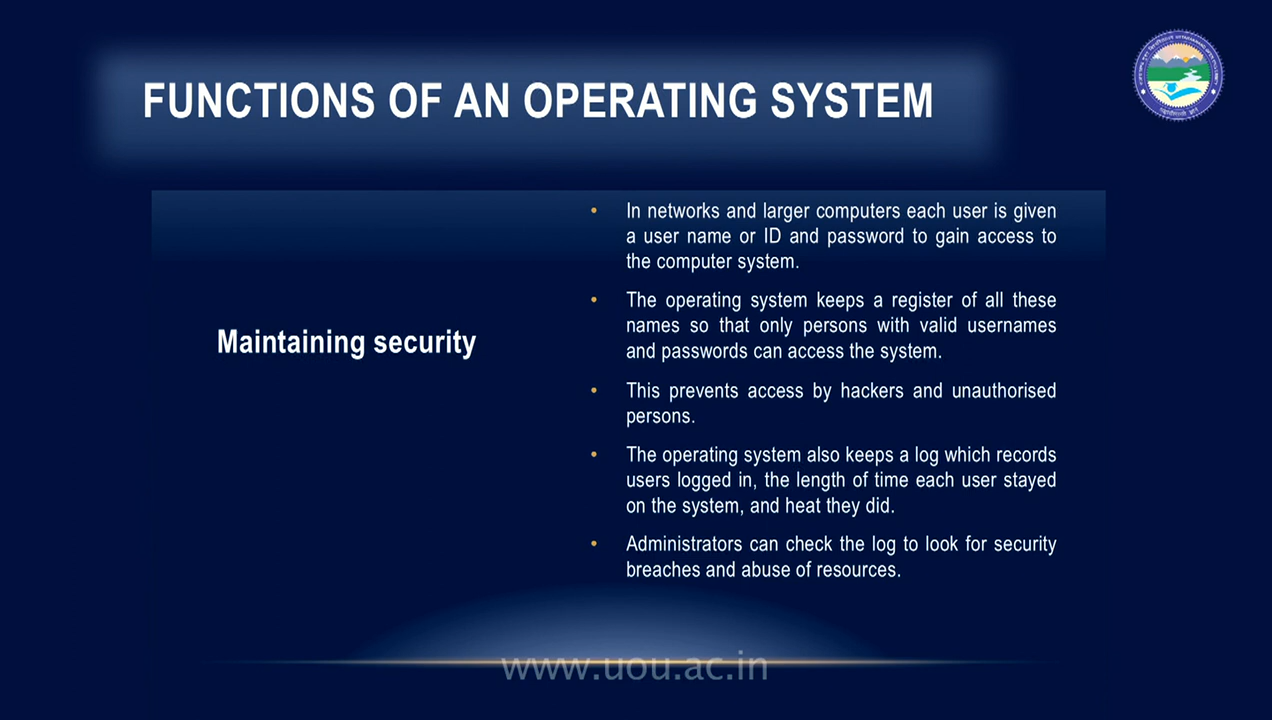 FUNCTIONS OF AN OPERATING SYSTEM
Maintaining security
• In networks and larger computers each user is given
a user name or ID and password to gain access to
the computer system.
• The operating system keeps a register of all these
names so that only persons with valid usernames
and passwords can access the system.
• This prevents access by hackers and unauthorised
persons.
• The operating system also keeps a log which records
users logged in, the length of time each user stayed
on the system, and heat they did.
• Administrators can check the log to look for security
breaches and abuse of resources.
www.uou.ac.in